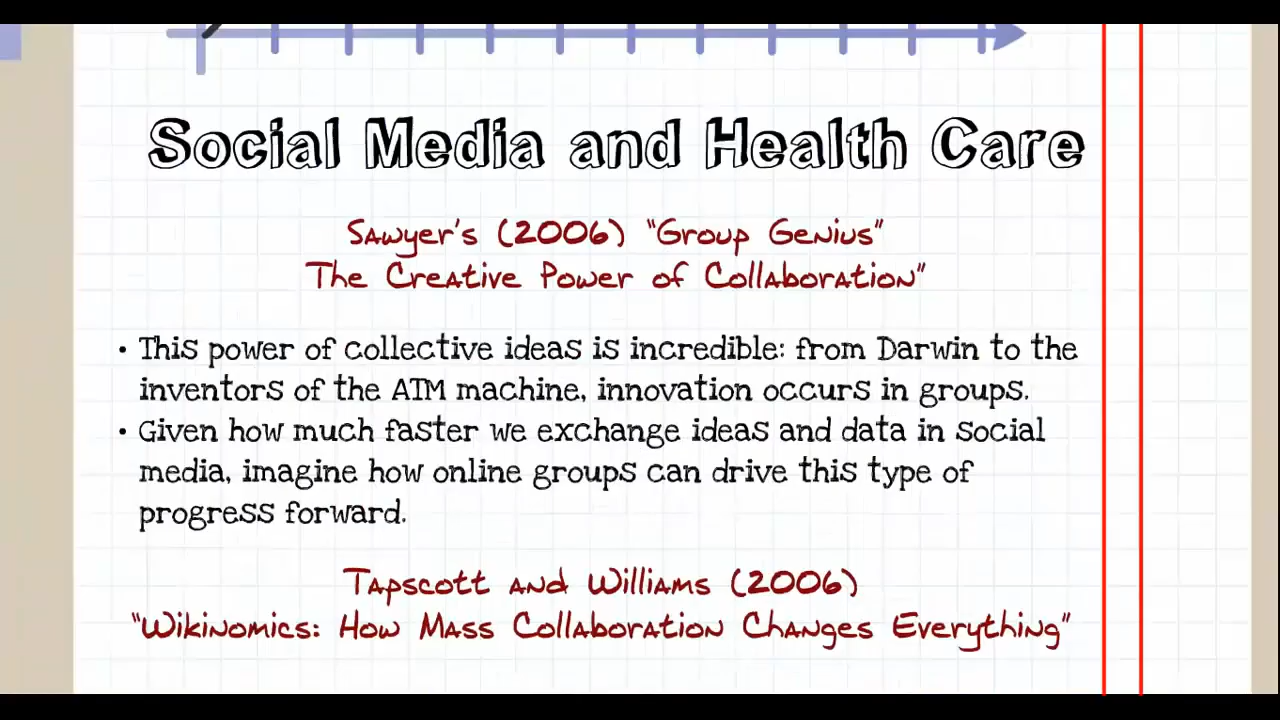 Social Media and Health Care
Sawyer's (2006) "Group Genius"
The Creative Power of Collaboration"
• This power of collective ideas is incredible: from Darwin to the
inventors of the ATM machine, innovation occurs in groups.
• Given how much faster we exchange ideas and data in social
media, imagine how online groups can drive this type of
progress forward.
Tapscott and Williams (2006)
"Wikinomics: How Mass Collaboration Changes Everything"